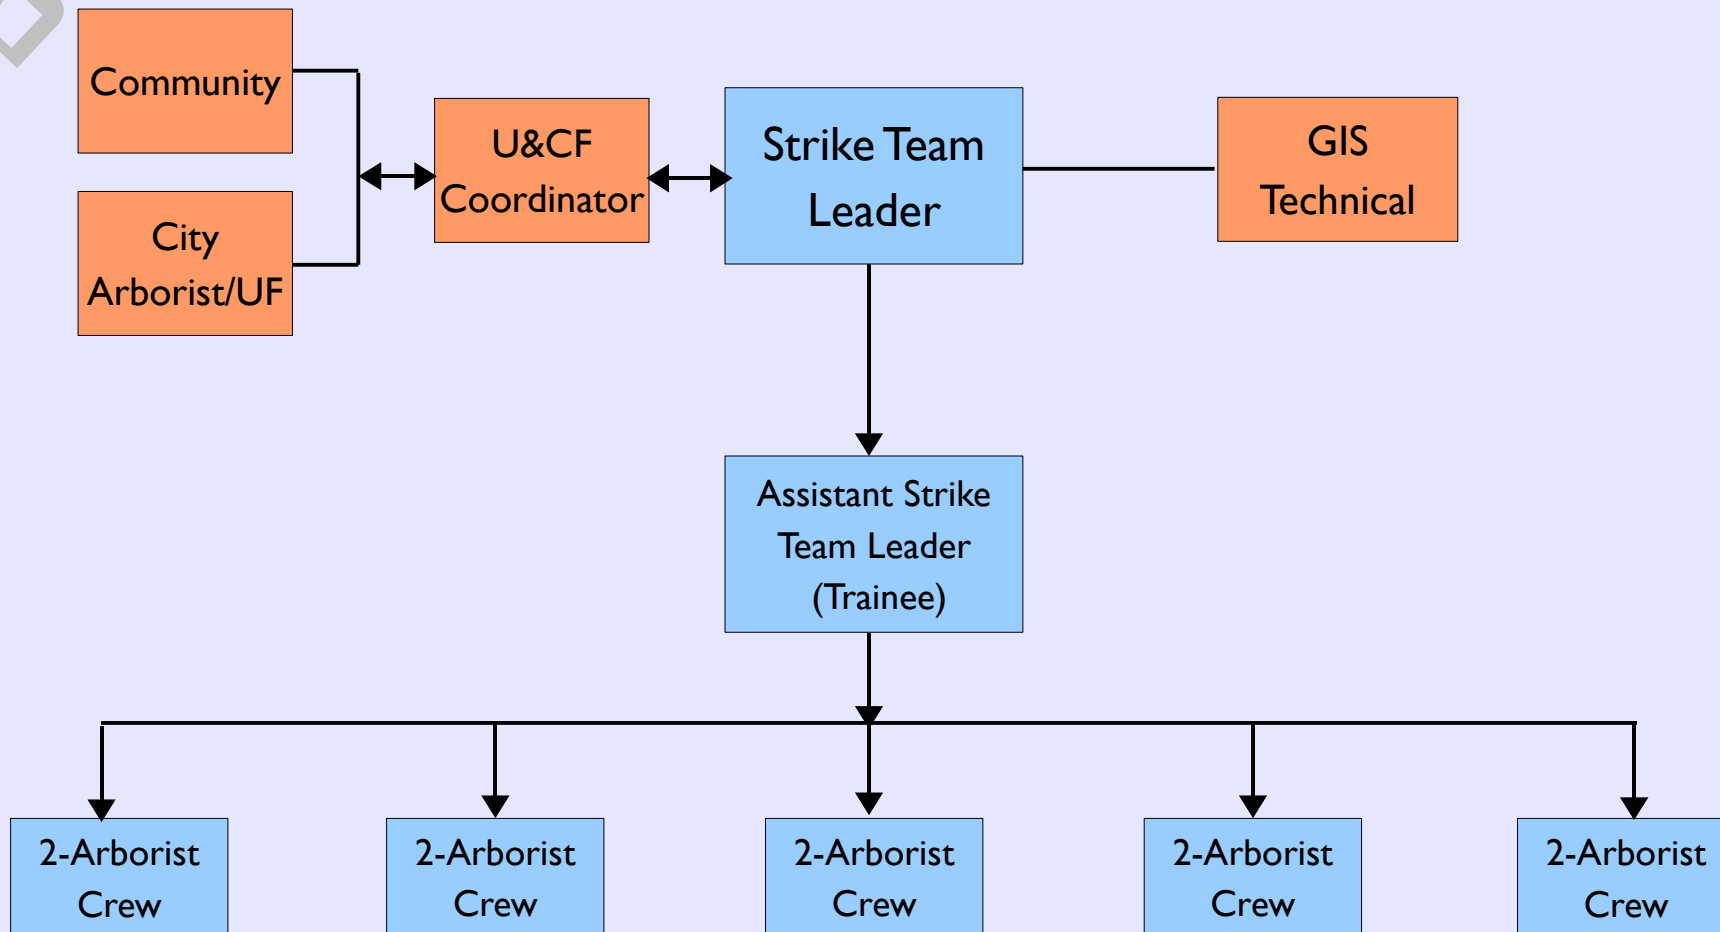 Community
City
Arborist/UF
U&CF
Coordinator
Strike Team
Leader
GIS
Technical
Assistant Strike
Team Leader
(Trainee)
2-Arborist
Crew
2-Arborist
Crew
2-Arborist
Crew
2-Arborist
Crew
2-Arborist
Crew